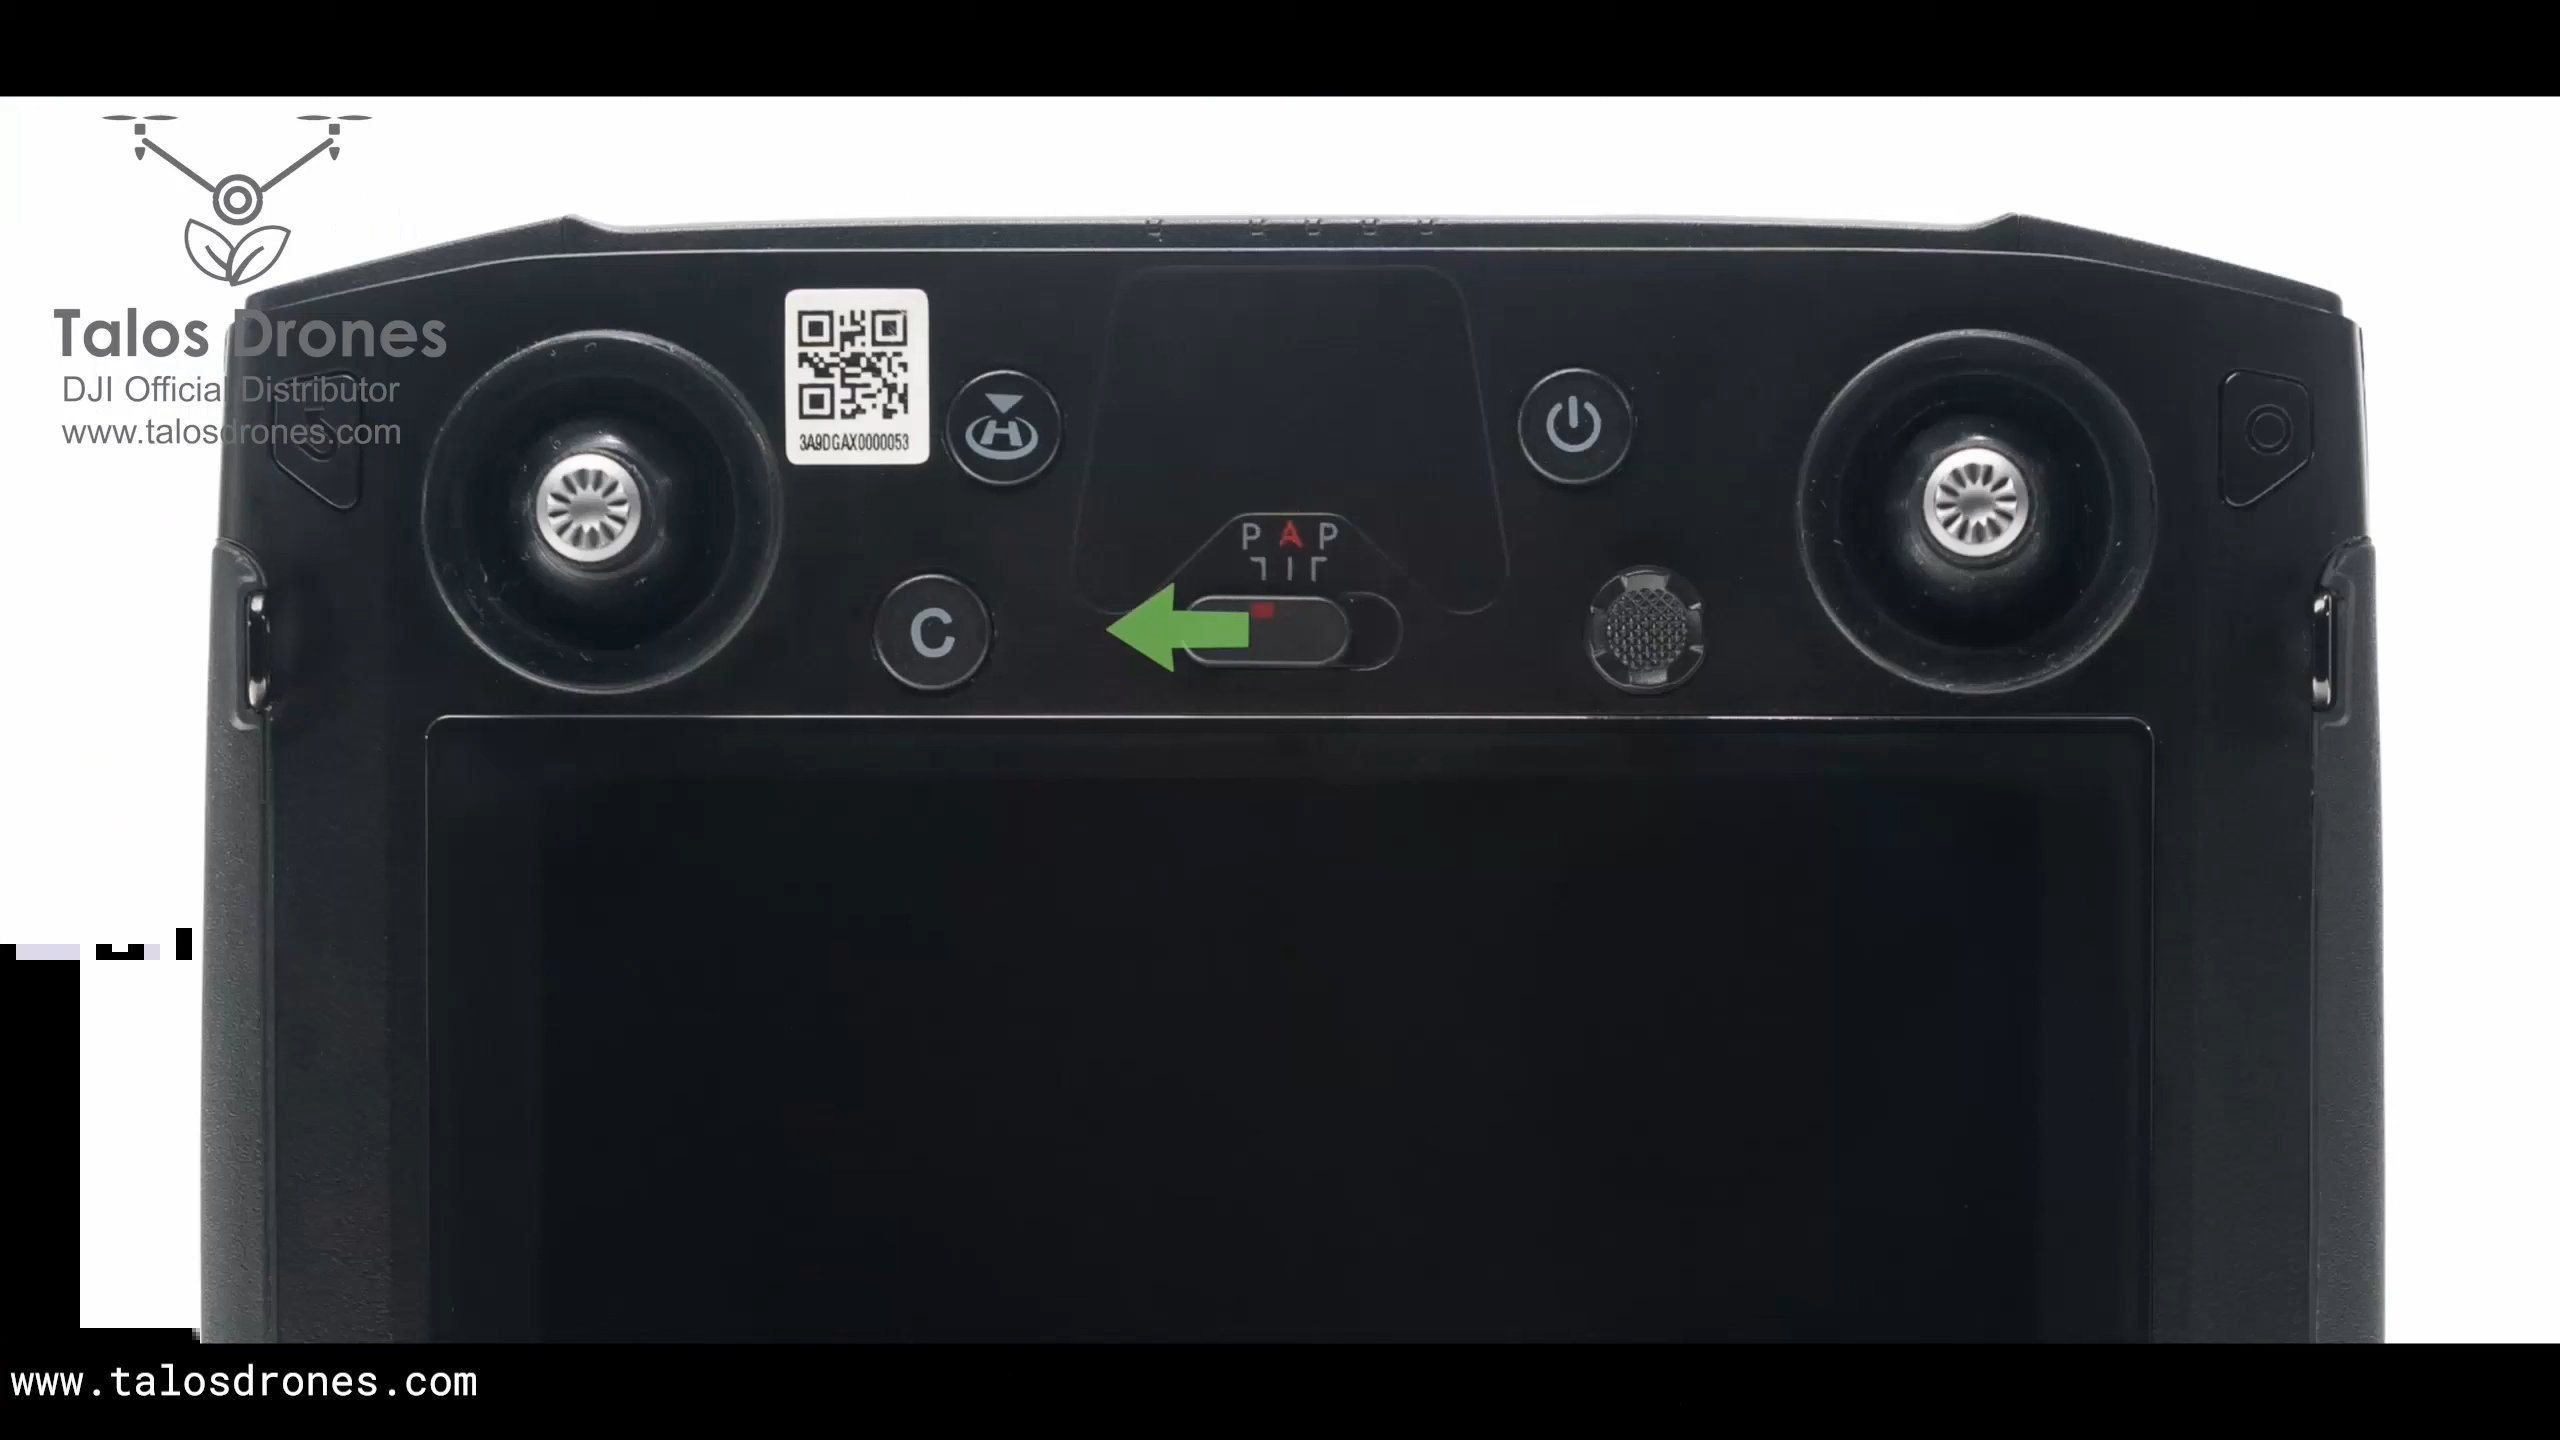 Talos Drones
DJI Official Distributor
www.talosdrones.com
3A9DGAX0000053
H
P A P
C
www.talosdrones.com